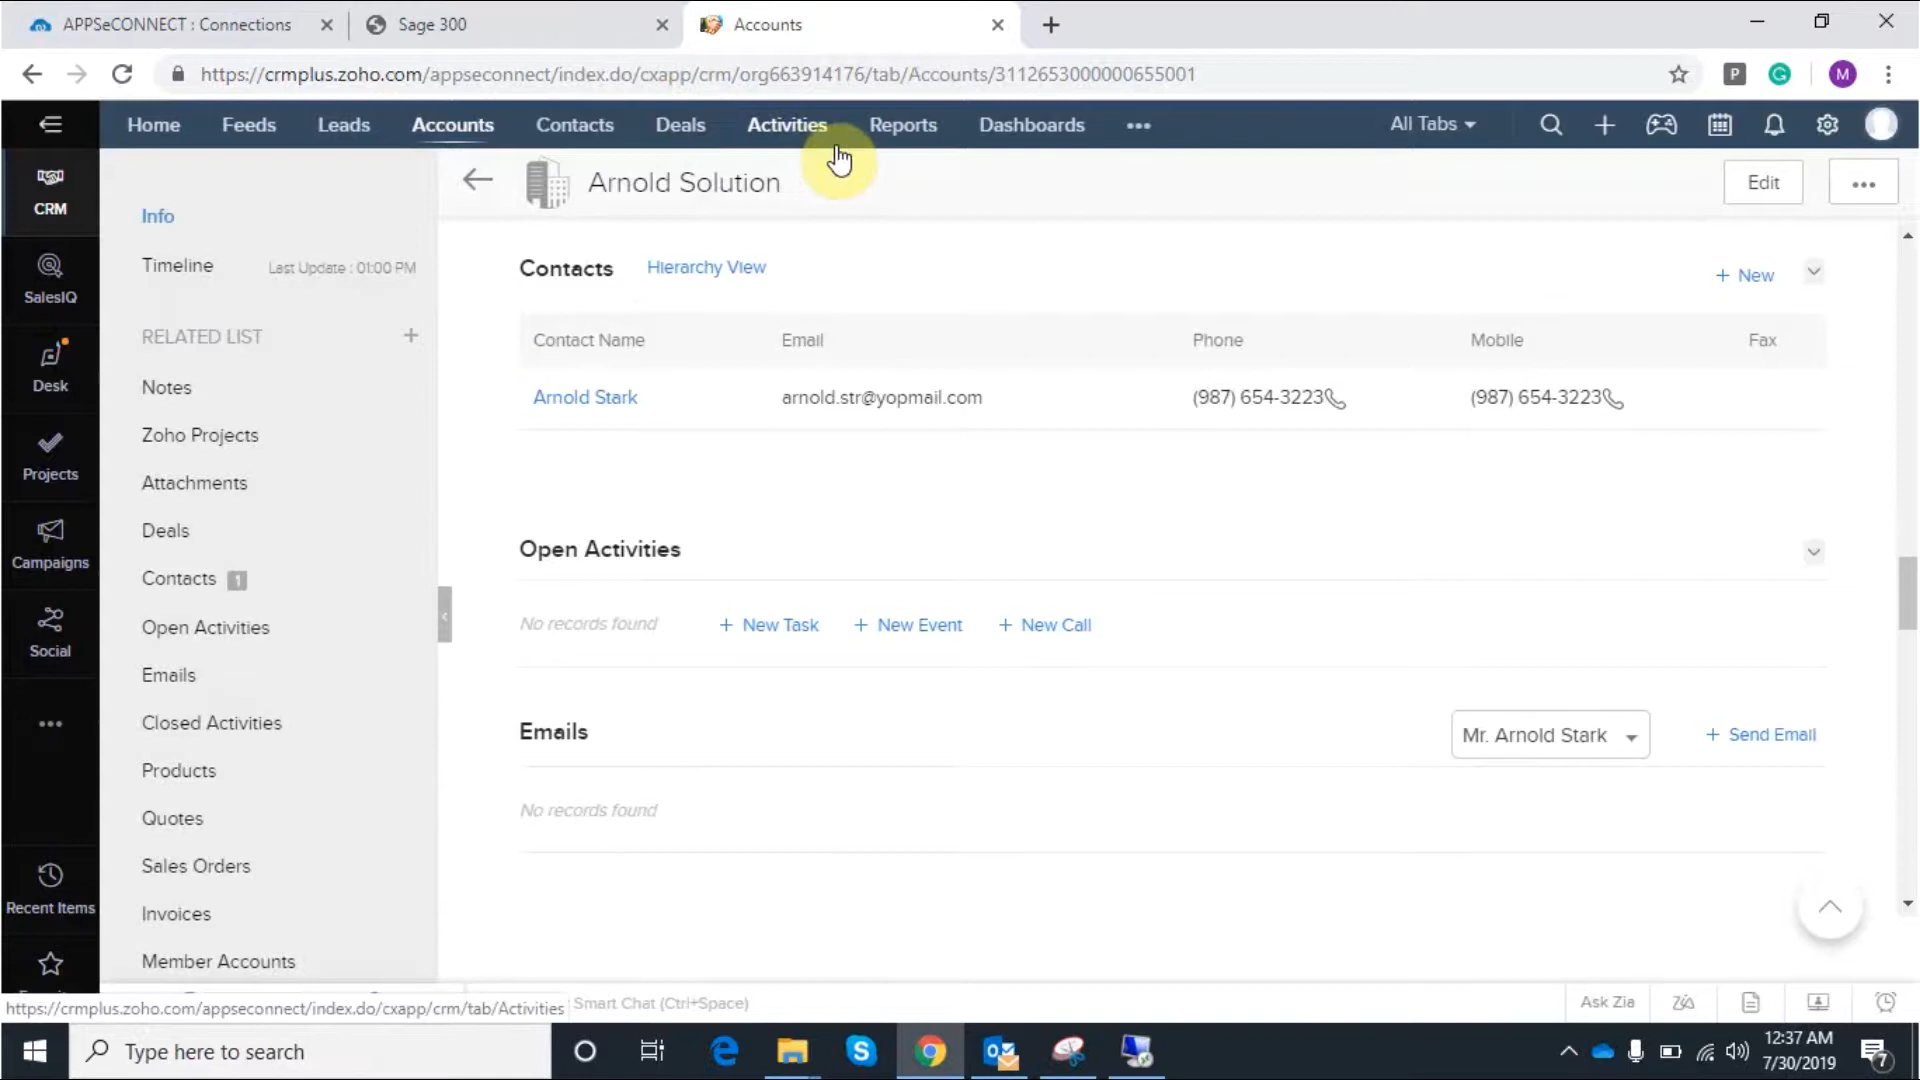 APPSeCONNECT : Connections
Sage 300
Accounts
https://crmplus.zoho.com/appseconnect/index.do/cxapp/crm/org663914176/tab/Accounts/3112653000000655001
P
G
M
Home
Feeds
Leads
Accounts
Contacts
Deals
Activities
Reports
Dashboards
All Tabs
CRM
SalesIQ
Desk
Projects
Campaigns
Social
Recent Items
Info
Timeline
Last Update : 01:00 PM
RELATED LIST
Notes
Zoho Projects
Attachments
Deals
Contacts 1
Open Activities
Emails
Closed Activities
Products
Quotes
Sales Orders
Invoices
Member Accounts
Arnold Solution
Edit
Contacts
Hierarchy View
+ New
Contact Name Email Phone Mobile Fax
Arnold Stark arnold.str@yopmail.com (987) 654-3223 (987) 654-3223
Open Activities
No records found
+ New Task
+ New Event
+ New Call
Emails
Mr. Arnold Stark
+ Send Email
No records found
https://crmplus.zoho.com/appseconnect/index.do/cxapp/crm/tab/Activities
Smart Chat (Ctrl+Space)
Ask Zia
Type here to search
12:37 AM
7/30/2019
7